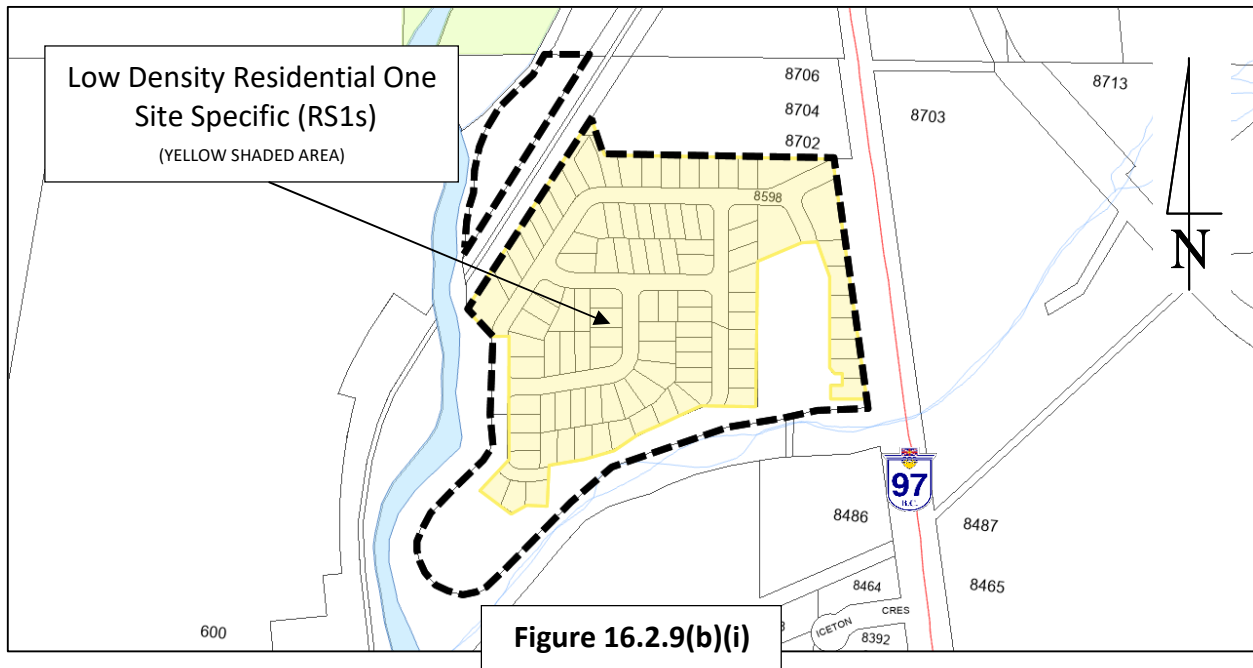 Low Density Residential One
Site Specific (RS1s)
(YELLOW SHADED AREA)
8706
8704
8702
8713
8703
8598
N
97
B.C.
8486
8487
8464
8465
CRES
ICETON
8392
600
Figure 16.2.9(b)(i)